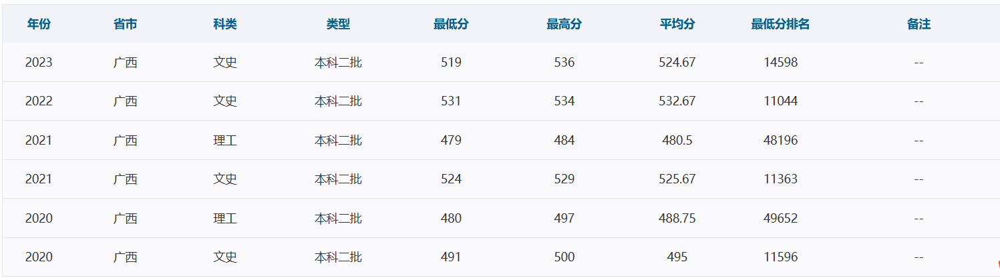 年份 省市 科类 类型 最低分 最高分 平均分 最低分排名 备注
2023 广西 文史 本科二批 519 536 524.67 14598 --
2022 广西 文史 本科二批 531 534 532.67 11044 --
2021 广西 理工 本科二批 479 484 480.5 48196 --
2021 广西 文史 本科二批 524 529 525.67 11363 --
2020 广西 理工 本科二批 480 497 488.75 49652 --
2020 广西 文史 本科二批 491 500 495 11596 --